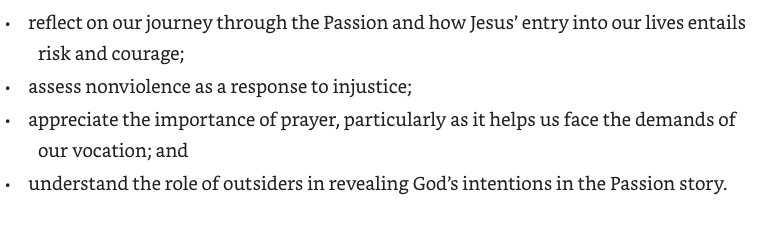 • reflect on our journey through the Passion and how Jesus’ entry into our lives entails
risk and courage;
• assess nonviolence as a response to injustice;
• appreciate the importance of prayer, particularly as it helps us face the demands of
our vocation; and
• understand the role of outsiders in revealing God’s intentions in the Passion story.